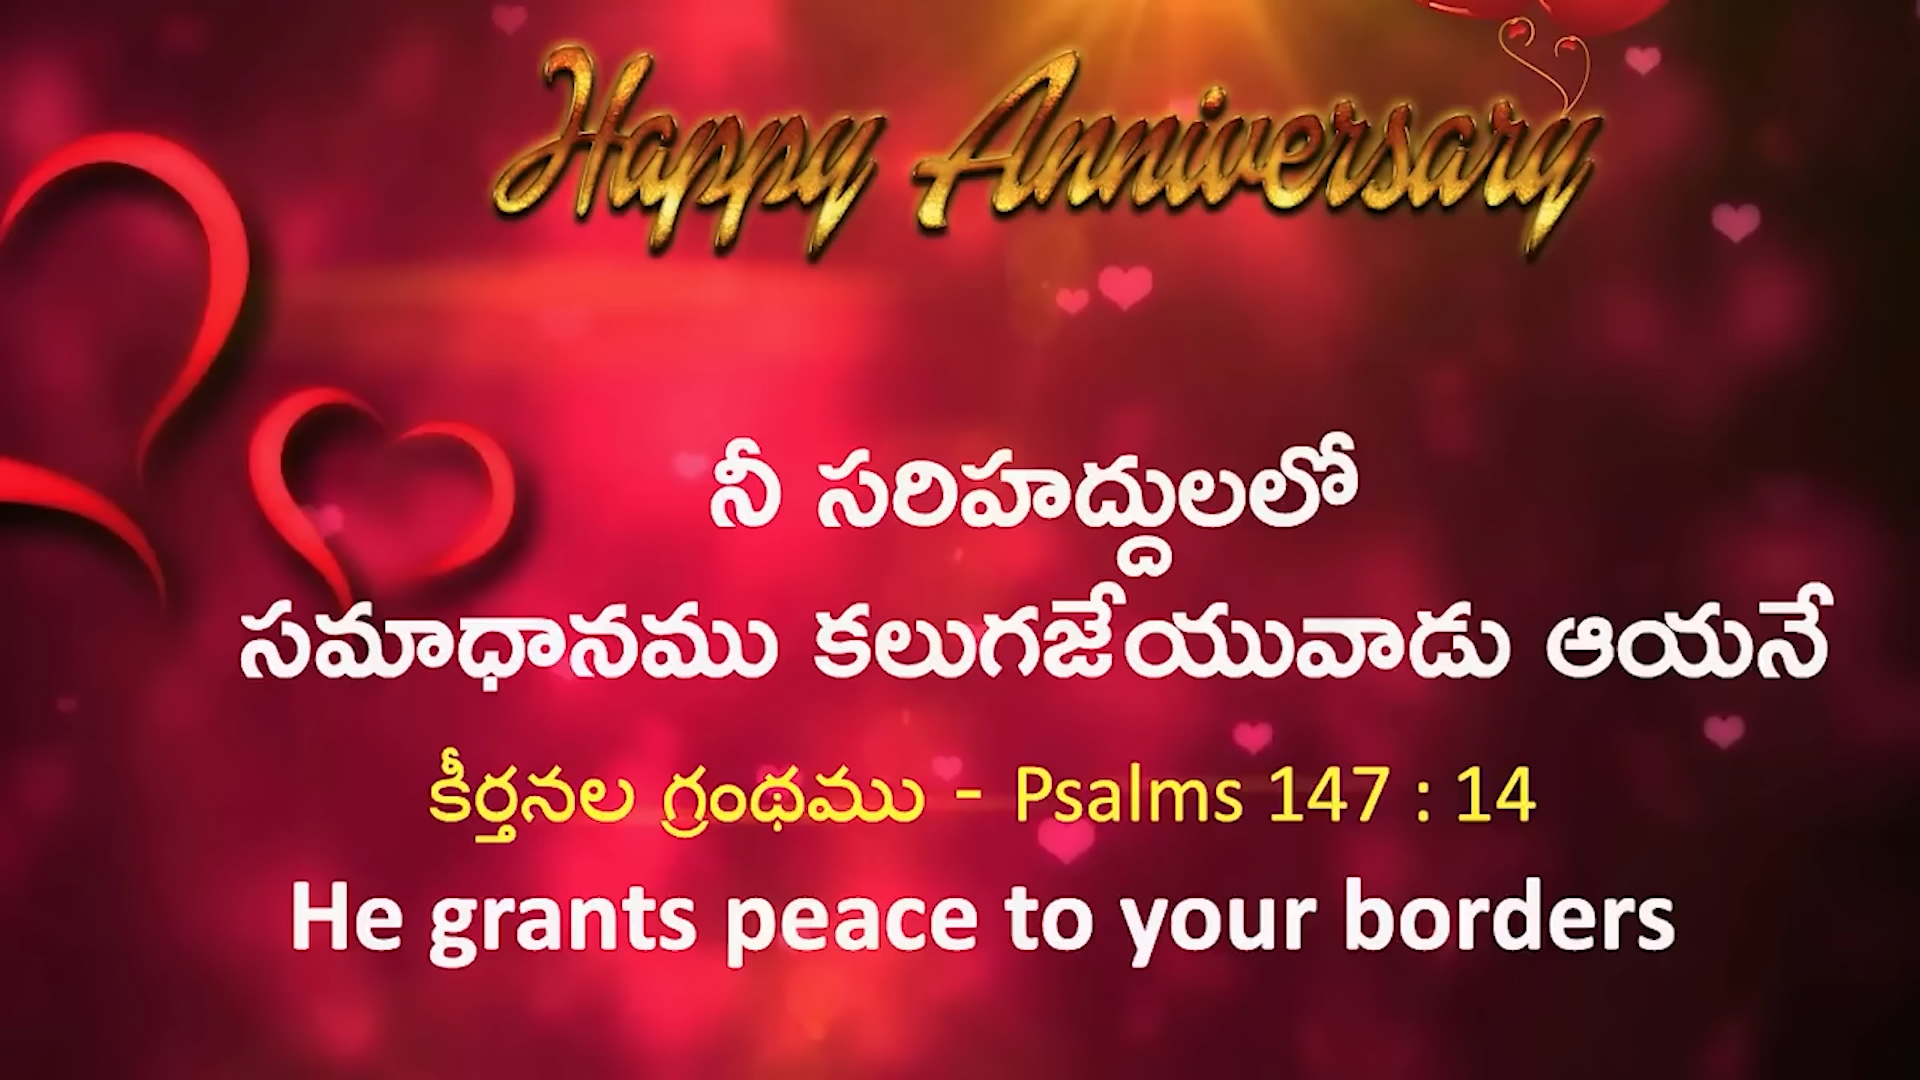 Happy Anniversary
నీ సరిహద్దులలో
సమాధానము కలుగజేయువాడు ఆయనే
కీర్తనల గ్రంథము - Psalms 147 : 14
He grants peace to your borders